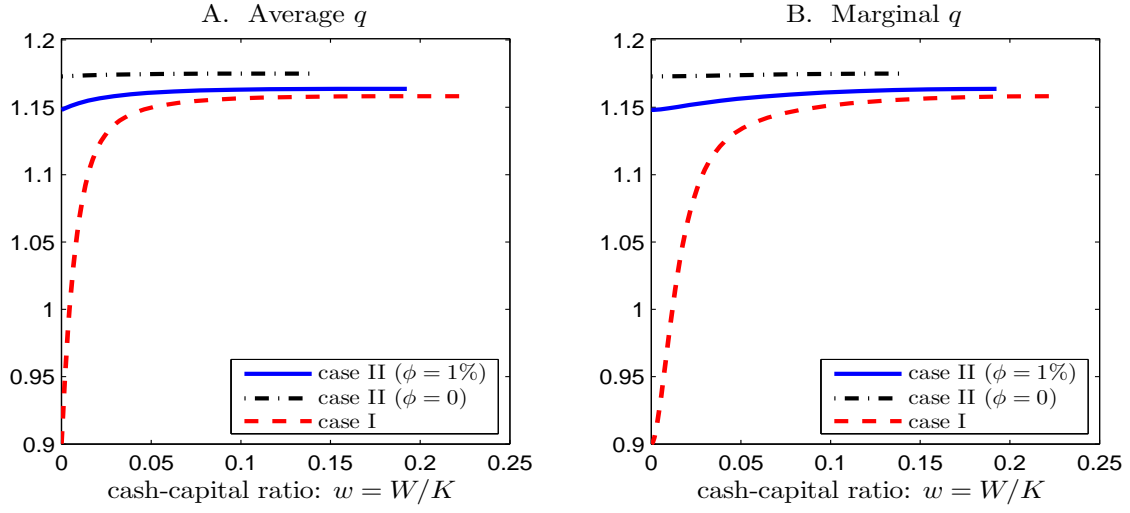 A. Average q
1.2
1.15
1.1
1.05
1
0.95
0.9
0 0.05 0.1 0.15 0.2 0.25
cash-capital ratio: w = W/K
case II (ϕ = 1%)
case II (ϕ = 0)
case I
B. Marginal q
1.2
1.15
1.1
1.05
1
0.95
0.9
0 0.05 0.1 0.15 0.2 0.25
cash-capital ratio: w = W/K
case II (ϕ = 1%)
case II (ϕ = 0)
case I